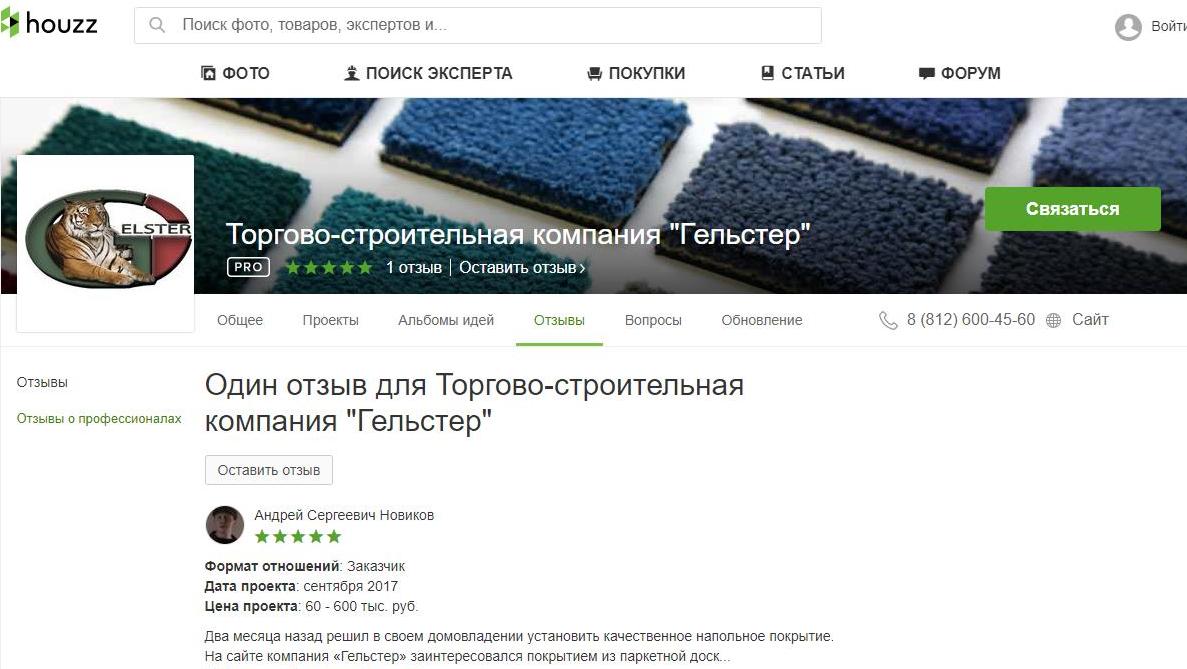 houzz
Поиск фото, товаров, экспертов и...
Войти
ФОТО
ПОИСК ЭКСПЕРТА
ПОКУПКИ
СТАТЬИ
ФОРУМ
ELSTER
Торгово-строительная компания "Гельстер"
PRO
1 отзыв | Оставить отзыв ›
Связаться
Общее
Проекты
Альбомы идей
Отзывы
Вопросы
Обновление
8 (812) 600-45-60
Сайт
Отзывы
Отзывы о профессионалах
Один отзыв для Торгово-строительная
компания "Гельстер"
Оставить отзыв
Андрей Сергеевич Новиков
Формат отношений: Заказчик
Дата проекта: сентября 2017
Цена проекта: 60 - 600 тыс. руб.
Два месяца назад решил в своем домовладении установить качественное напольное покрытие.
На сайте компания «Гельстер» заинтересовался покрытием из паркетной доск...